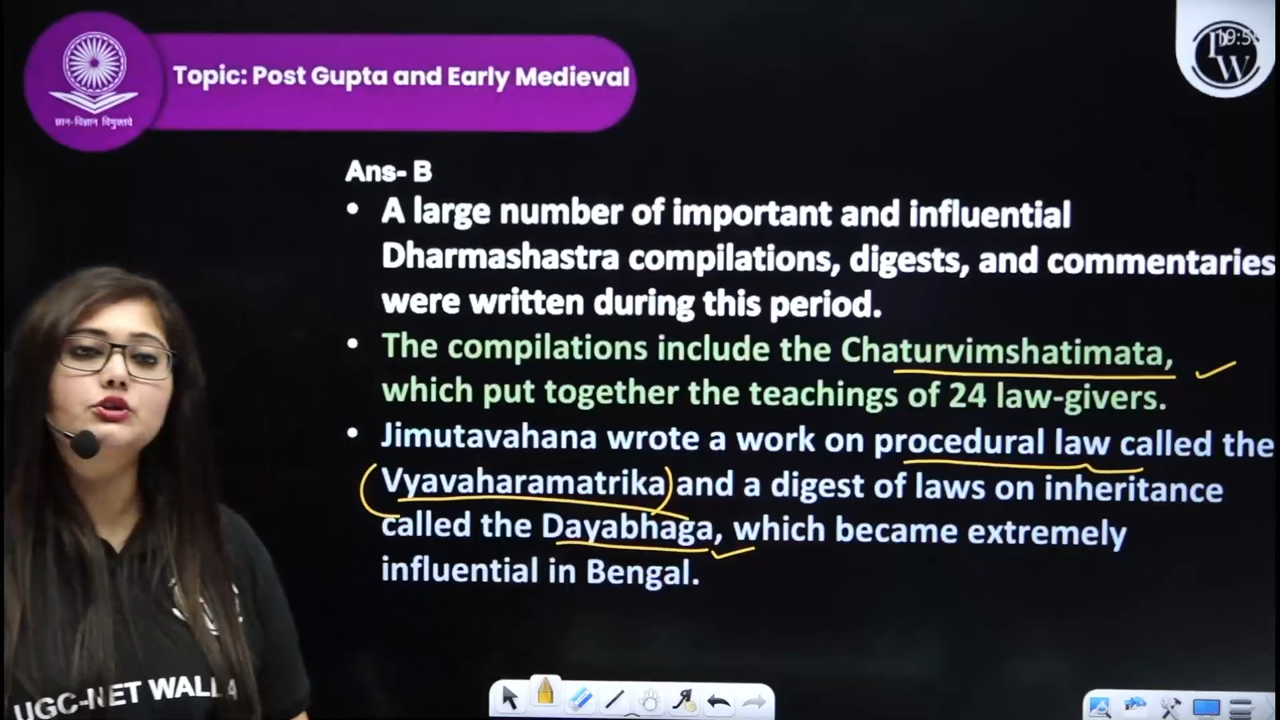 Topic: Post Gupta and Early Medieval
ज्ञान-विज्ञान विमुक्तये
19:5
Ans- B
• A large number of important and influential
Dharmashastra compilations, digests, and commentaries
were written during this period.
• The compilations include the Chaturvimshatimata,
which put together the teachings of 24 law-givers.
• Jimutavahana wrote a work on procedural law called the
Vyavaharamatrika and a digest of laws on inheritance
called the Dayabhaga, which became extremely
influential in Bengal.
UGC-NET WALLA